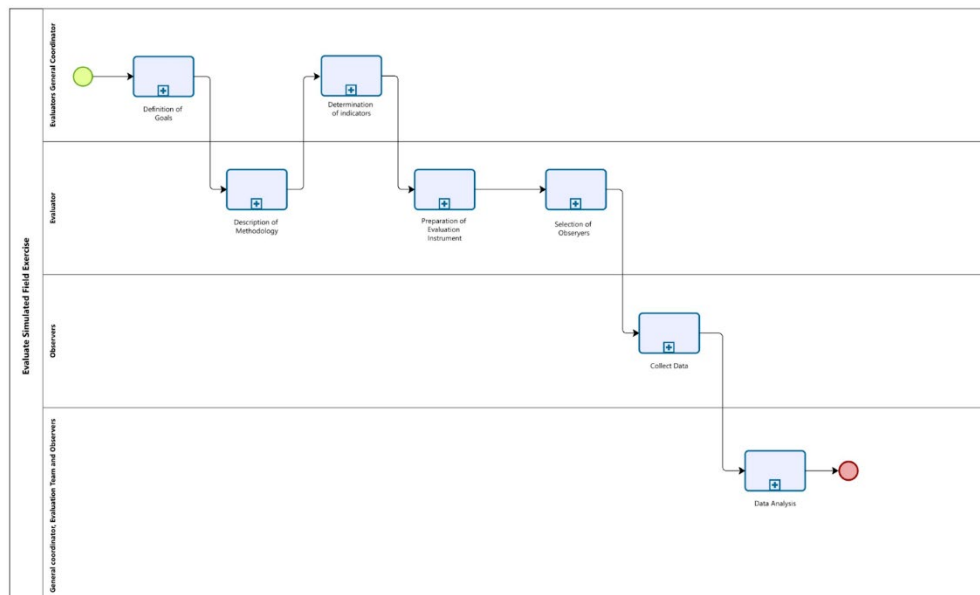 Evaluate Simulated Field Exercise
Evaluators General Coordinator
Definition of
Goals
Determination
of indicators
Evaluator
Description of
Methodology
Preparation of
Evaluation
Instrument
Selection of
Obseryers
Observers
Collect Data
General coordinator, Evaluation Team and Observers
Data Analysis